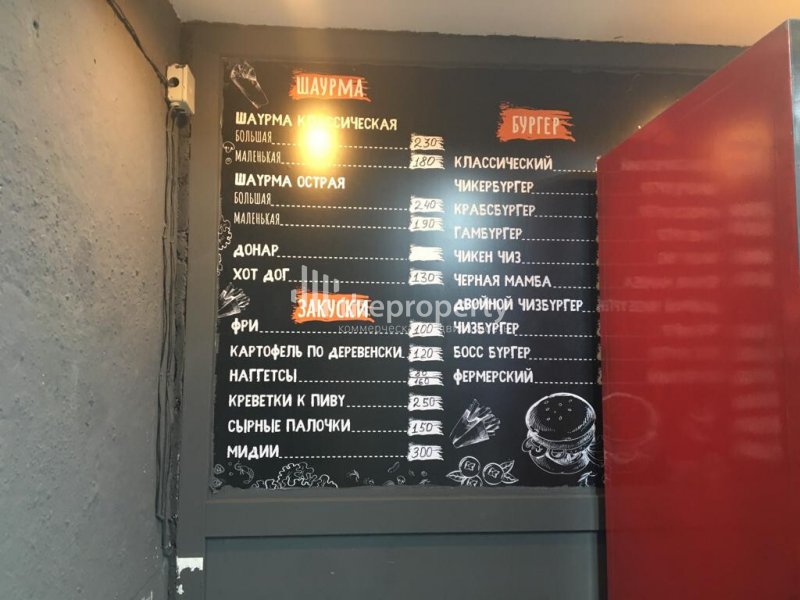 ШАУРМА
ШАУРМА КЛАССИЧЕСКАЯ
БОЛЬШАЯ 230
МАЛЕНЬКАЯ 180
ШАУРМА ОСТРАЯ
БОЛЬШАЯ 240
МАЛЕНЬКАЯ 190
ДОНАР
ХОТ ДОГ 130
ЗАКУСКИ
ФРИ 100
КАРТОФЕЛЬ ПО ДЕРЕВЕНСКИ 120
НАГГЕТСЫ 80 160
КРЕВЕТКИ К ПИВУ 250
СЫРНЫЕ ПАЛОЧКИ 150
МИДИИ 300
БУРГЕР
КЛАССИЧЕСКИЙ
ЧИКЕРБУРГЕР
КРАБСБУРГЕР
ГАМБУРГЕР
ЧИКЕН ЧИЗ
ЧЕРНАЯ МАМБА
ДВОЙНОЙ ЧИЗБУРГЕР
ЧИЗБУРГЕР
БОСС БУРГЕР
ФЕРМЕРСКИЙ